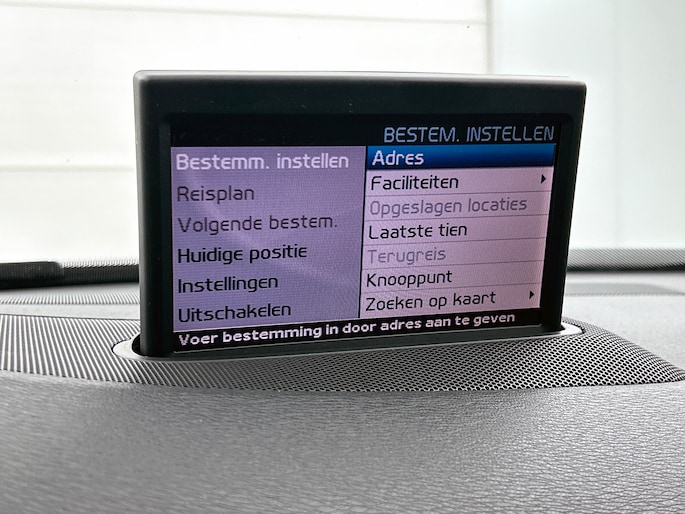 BESTEM. INSTELLEN
Bestemm. instellen
Reisplan
Volgende bestem.
Huidige positie
Instellingen
Uitschakelen
Adres
Faciliteiten
Opgeslagen locaties
Laatste tien
Terugreis
Knooppunt
Zoeken op kaart
Voer bestemming in door adres aan te geven